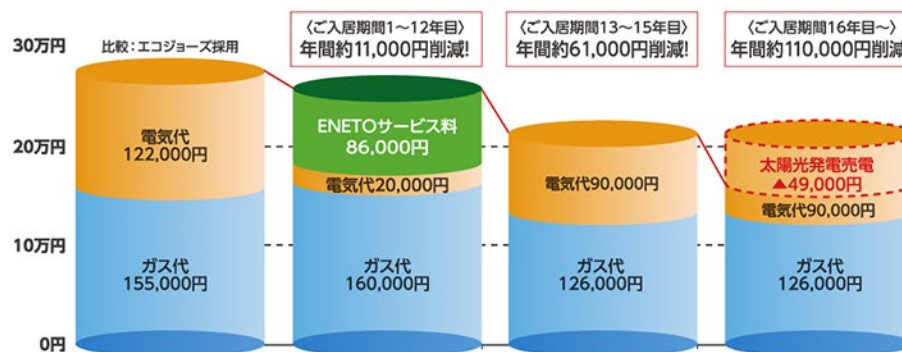 〈ご入居期間1〜12年目〉
年間約11,000円削減!
〈ご入居期間13〜15年目〉
年間約61,000円削減!
〈ご入居期間16年目〜〉
年間約110,000円削減!
30万円
20万円
10万円
0円
比較：エコジョーズ採用
電気代
122,000円
ガス代
155,000円
ENETOサービス料
86,000円
電気代20,000円
ガス代
160,000円
電気代90,000円
ガス代
126,000円
太陽光発電売電
▲49,000円
電気代90,000円
ガス代
126,000円